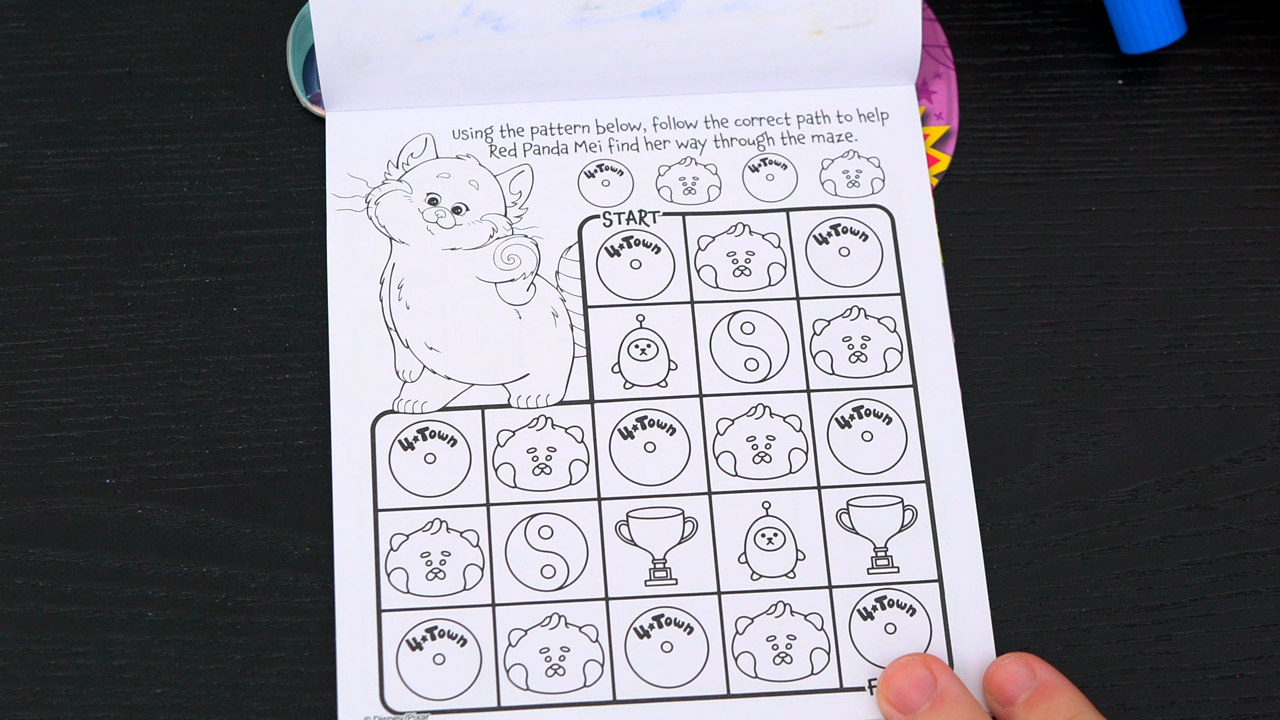 Using the pattern below, follow the correct path to help
Red Panda Mei find her way through the maze.
4★Town
4★Town
START
4★Town
4★Town
4★Town
4★Town
4★Town
4★Town
4★Town
4★Town
© Disney/Pixar